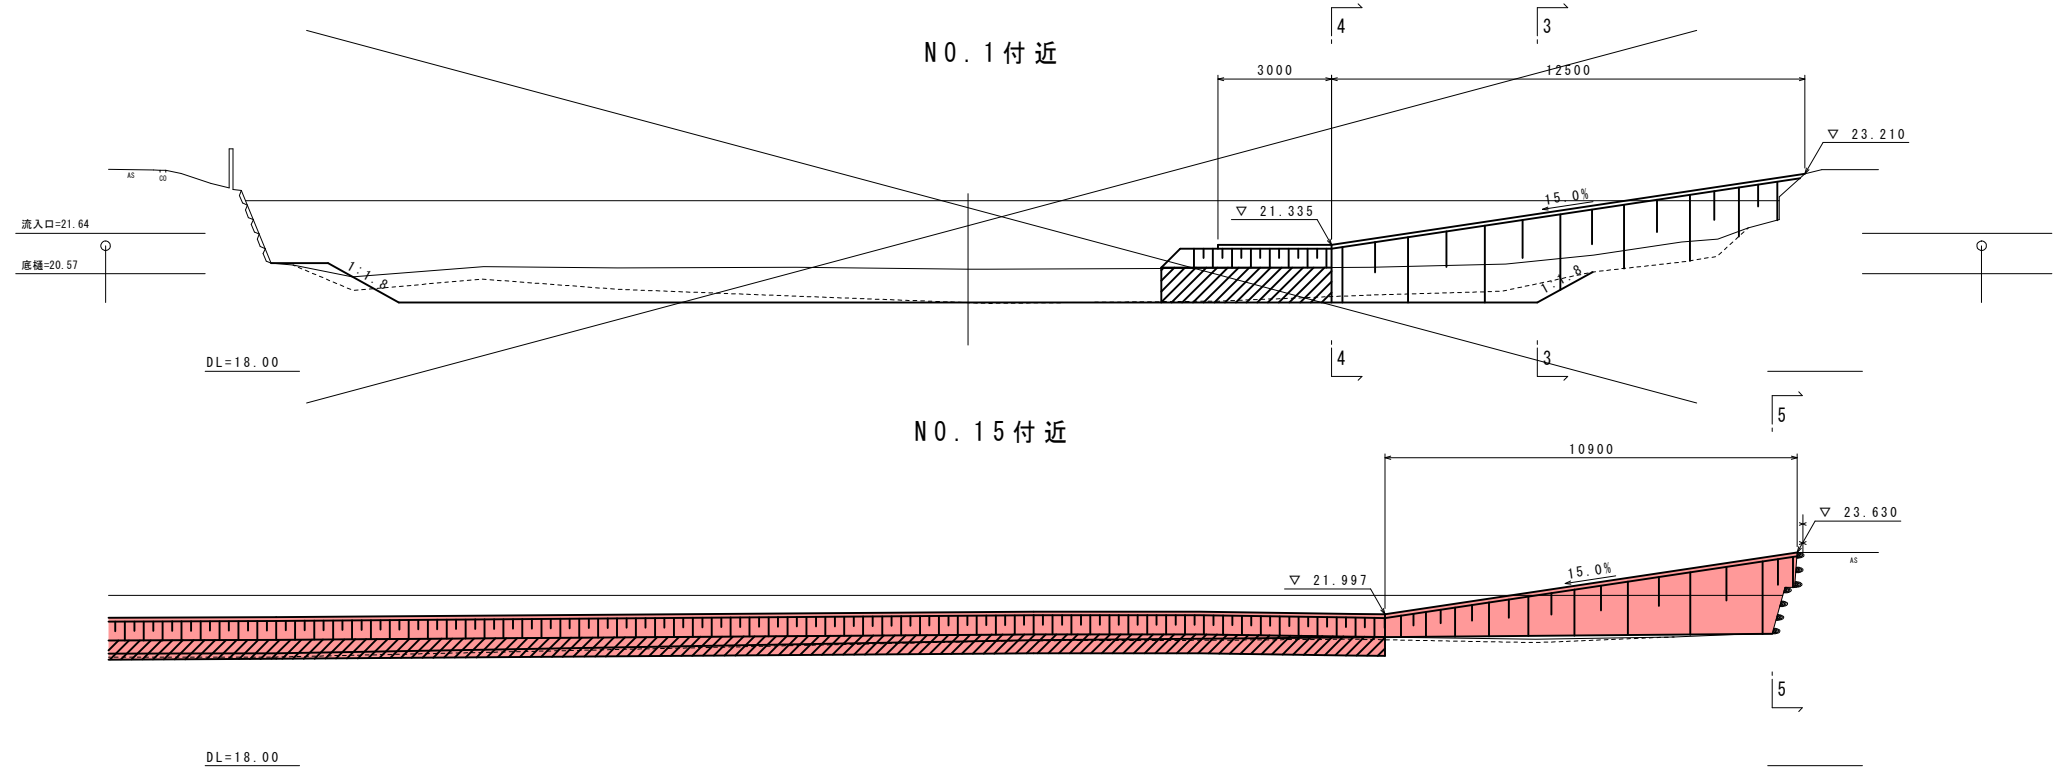 4
3
NO.1付近
3000
12500
▽ 23.210
AS
CO
15.0%
▽ 21.335
流入口=21.64
底樋=20.57
1:1.8
1:1.8
DL=18.00
4
3
5
NO.15付近
10900
▽ 23.630
AS
15.0%
▽ 21.997
5
DL=18.00